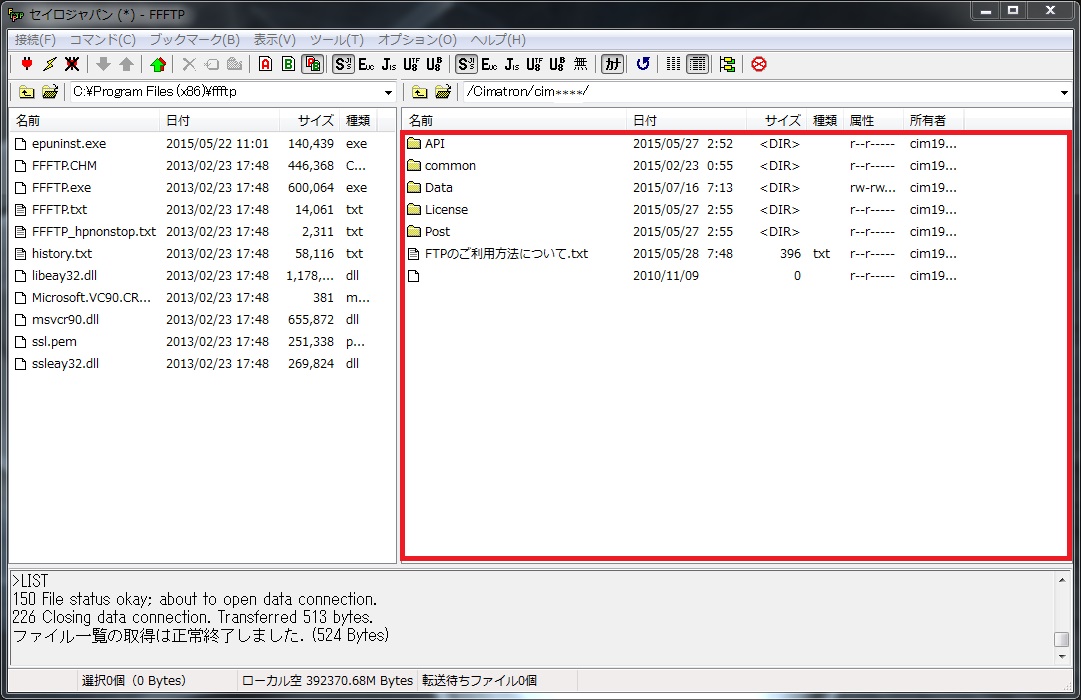 セイロジャパン (*) - FFFTP
接続(F) コマンド(C) ブックマーク(B) 表示(V) ツール(T) オプション(O) ヘルプ(H)
A B S Euc Jis 無 カナ
C:¥Program Files (x86)¥ffftp /Cimatron/cim****/
名前 日付 サイズ 種類 名前 日付 サイズ 種類 属性 所有者
epuninst.exe 2015/05/22 11:01 140,439 exe
FFFTP.CHM 2013/02/23 17:48 446,368 C...
FFFTP.exe 2013/02/23 17:48 600,064 exe
FFFTP.txt 2013/02/23 17:48 14,061 txt
FFFTP_hpnonstop.txt 2013/02/23 17:48 2,311 txt
history.txt 2013/02/23 17:48 58,116 txt
libeay32.dll 2013/02/23 17:48 1,178,... dll
Microsoft.VC90.CR... 2013/02/23 17:48 381 m...
msvcr90.dll 2013/02/23 17:48 655,872 dll
ssl.pem 2013/02/23 17:48 251,338 p...
ssleay32.dll 2013/02/23 17:48 269,824 dll
API 2015/05/27 2:52 <DIR> r--r----- cim19...
common 2015/02/23 0:55 <DIR> r--r----- cim19...
Data 2015/07/16 7:13 <DIR> rw-rw... cim19...
License 2015/05/27 2:55 <DIR> r--r----- cim19...
Post 2015/05/27 2:55 <DIR> r--r----- cim19...
FTPのご利用方法について.txt 2015/05/28 7:48 396 txt r--r----- cim19...
2010/11/09 0 r--r----- cim19...
>LIST
150 File status okay; about to open data connection.
226 Closing data connection. Transferred 513 bytes.
ファイル一覧の取得は正常終了しました. (524 Bytes)
選択0個 (0 Bytes) ローカル空 392370.68M Bytes 転送待ちファイル0個